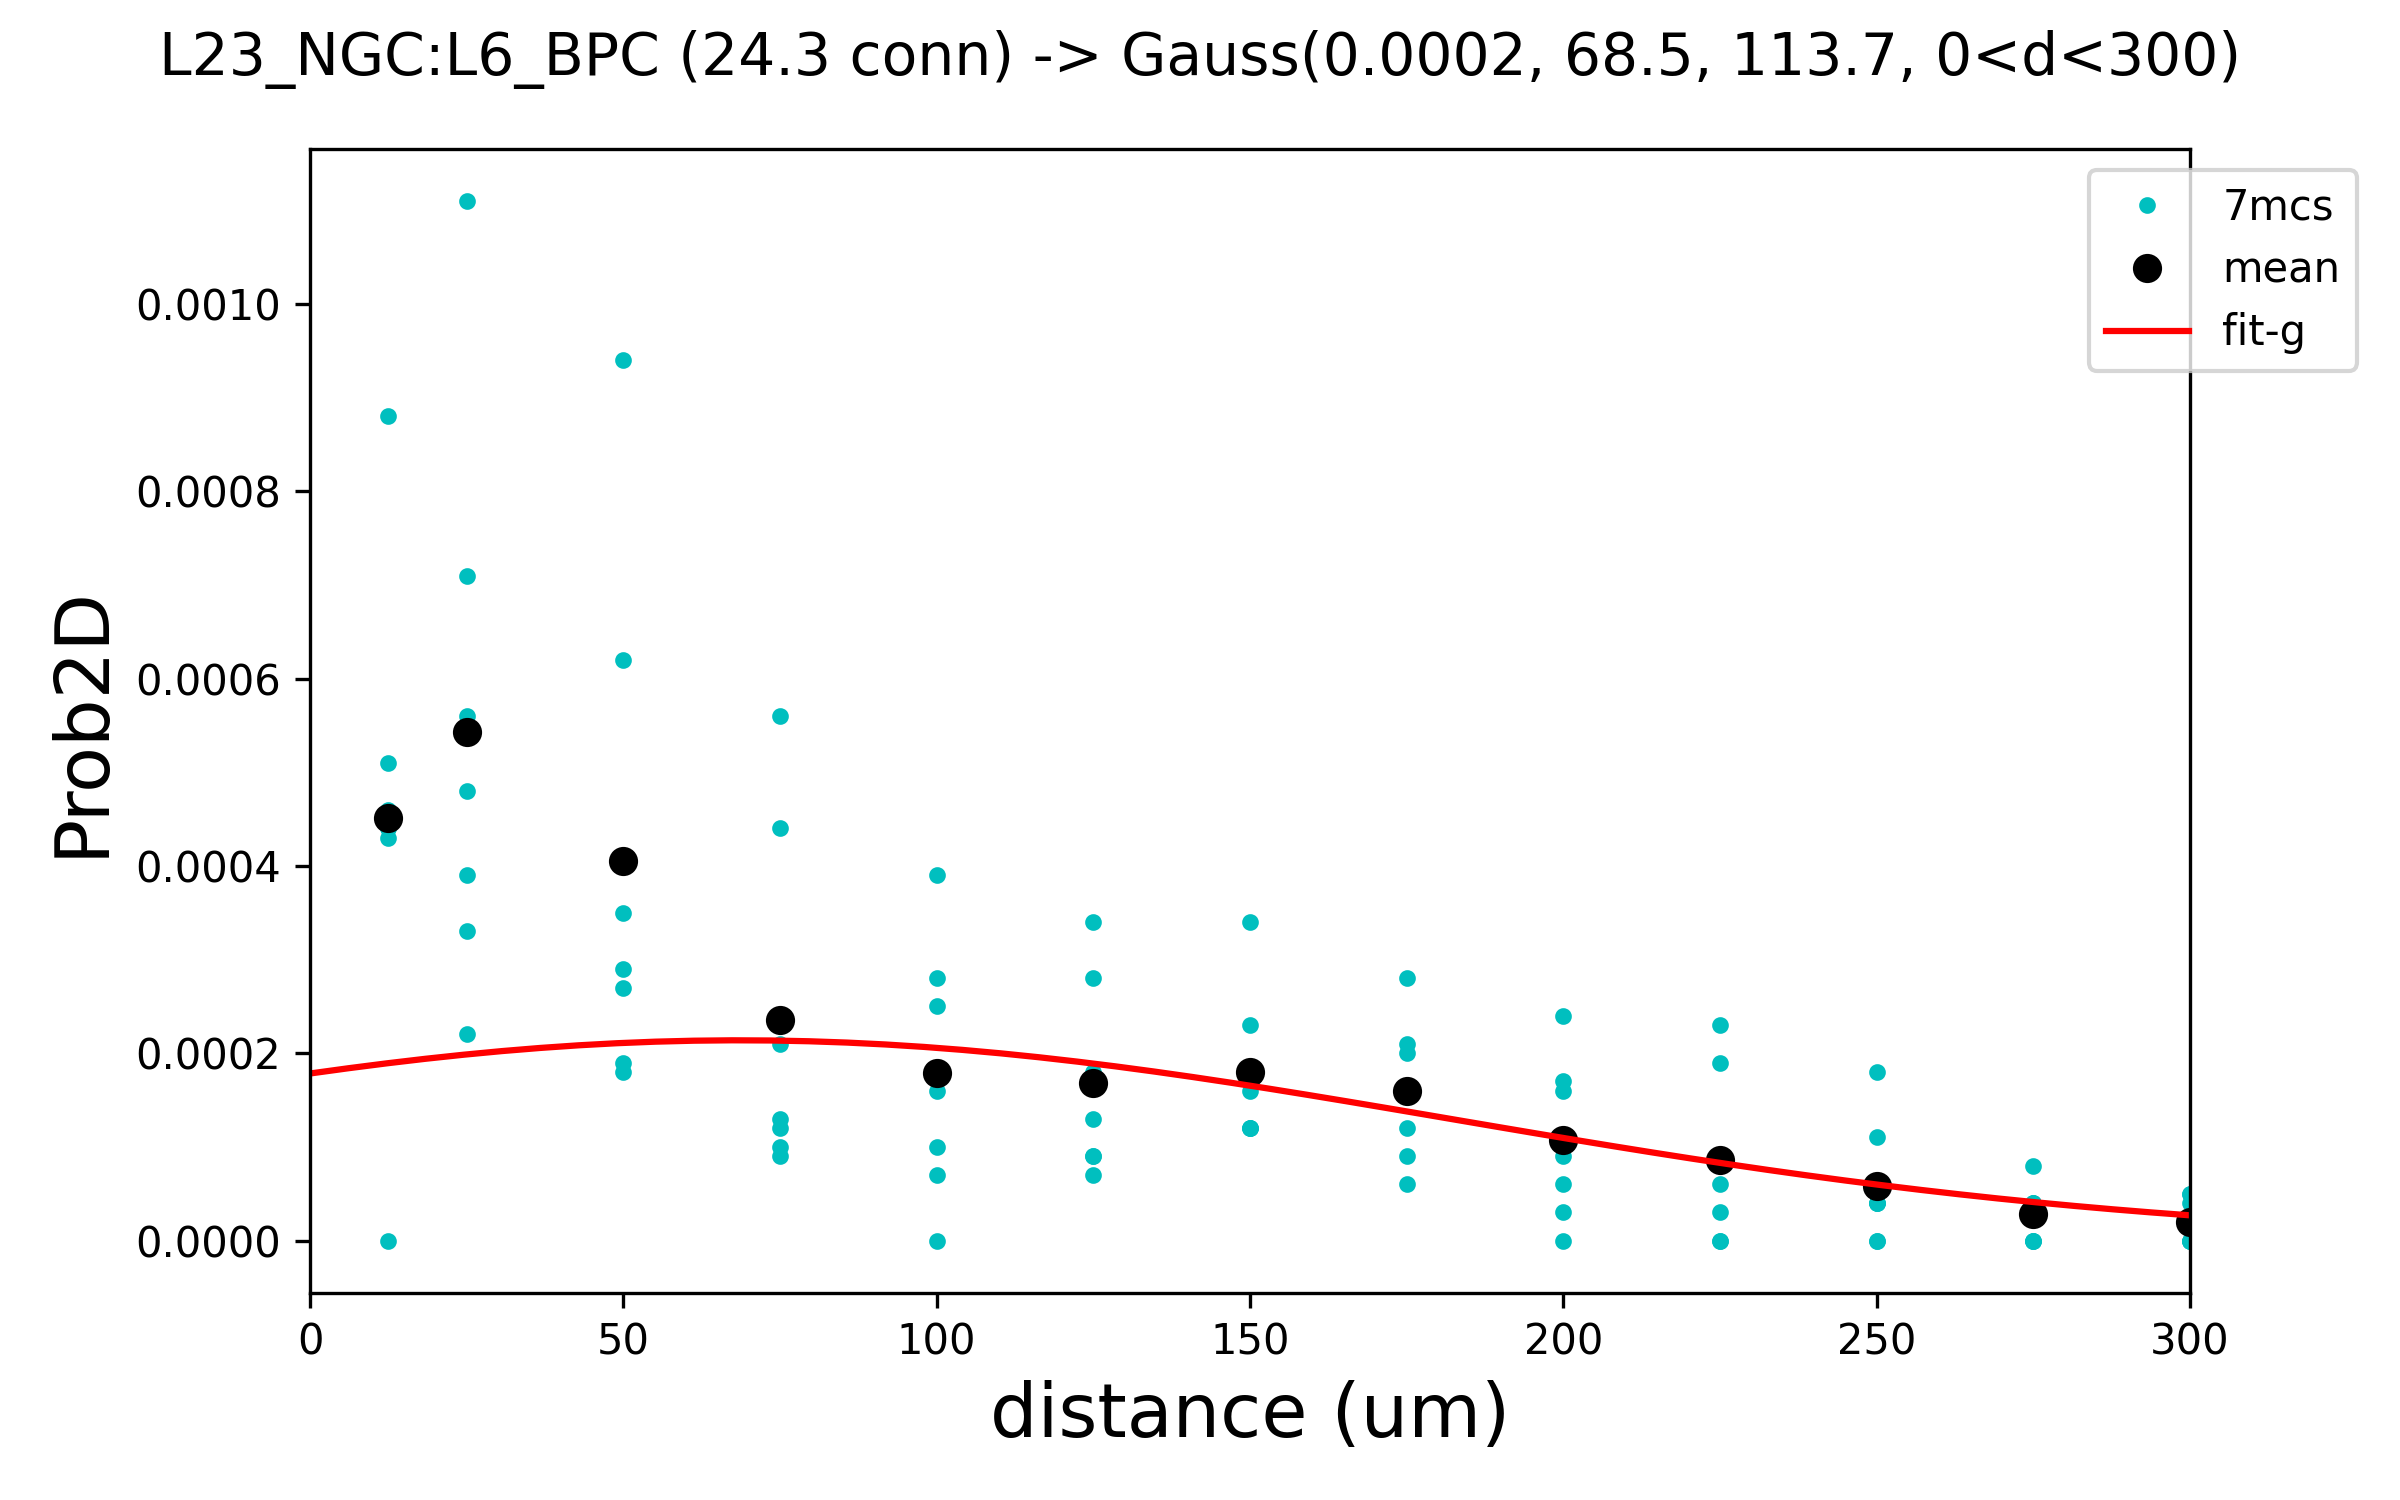 L23_NGC:L6_BPC (24.3 conn) -> Gauss(0.0002, 68.5, 113.7, 0<d<300)
7mcs
mean
fit-g
0.0010
0.0008
0.0006
0.0004
0.0002
0.0000
Prob2D
0 50 100 150 200 250 300
distance (um)